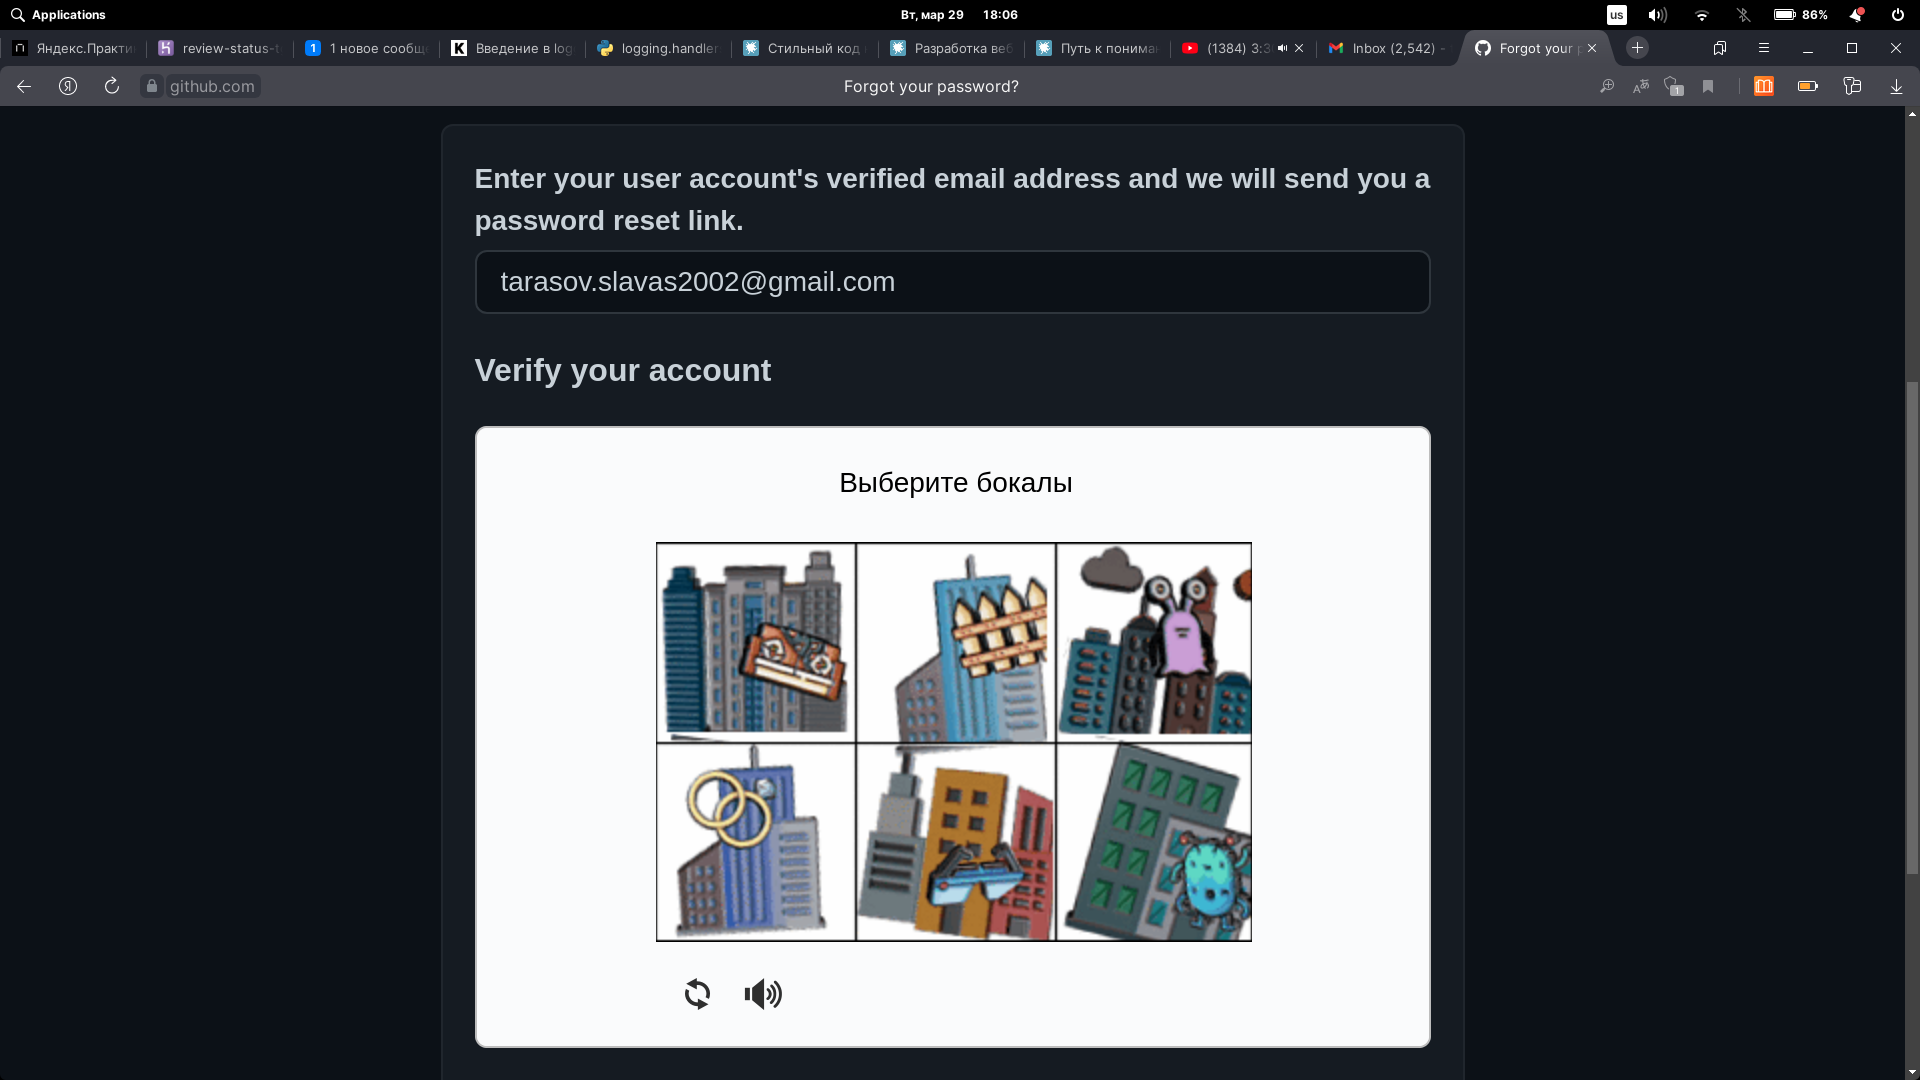 Applications
Вт, мар 29 18:06
us
86%
Яндекс.Практи
review-status-t
1 1 новое сообщ
K Введение в log
logging.handler
Стильный код
Разработка веб
Путь к понима
(1384) 3:3
Inbox (2,542) -
Forgot your p
Я
github.com
Forgot your password?
1
Enter your user account's verified email address and we will send you a
password reset link.
tarasov.slavas2002@gmail.com
Verify your account
Выберите бокалы